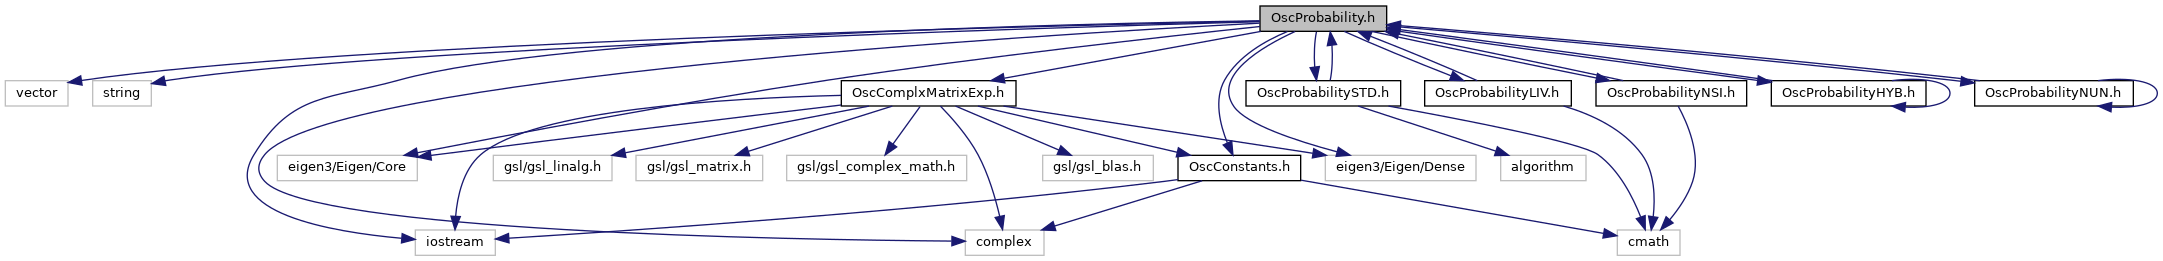 OscProbability.h
vector
string
OscComplxMatrixExp.h
OscProbabilitySTD.h
OscProbabilityLIV.h
OscProbabilityNSI.h
OscProbabilityHYB.h
OscProbabilityNUN.h
eigen3/Eigen/Core
gsl/gsl_linalg.h
gsl/gsl_matrix.h
gsl/gsl_complex_math.h
gsl/gsl_blas.h
OscConstants.h
eigen3/Eigen/Dense
algorithm
iostream
complex
cmath